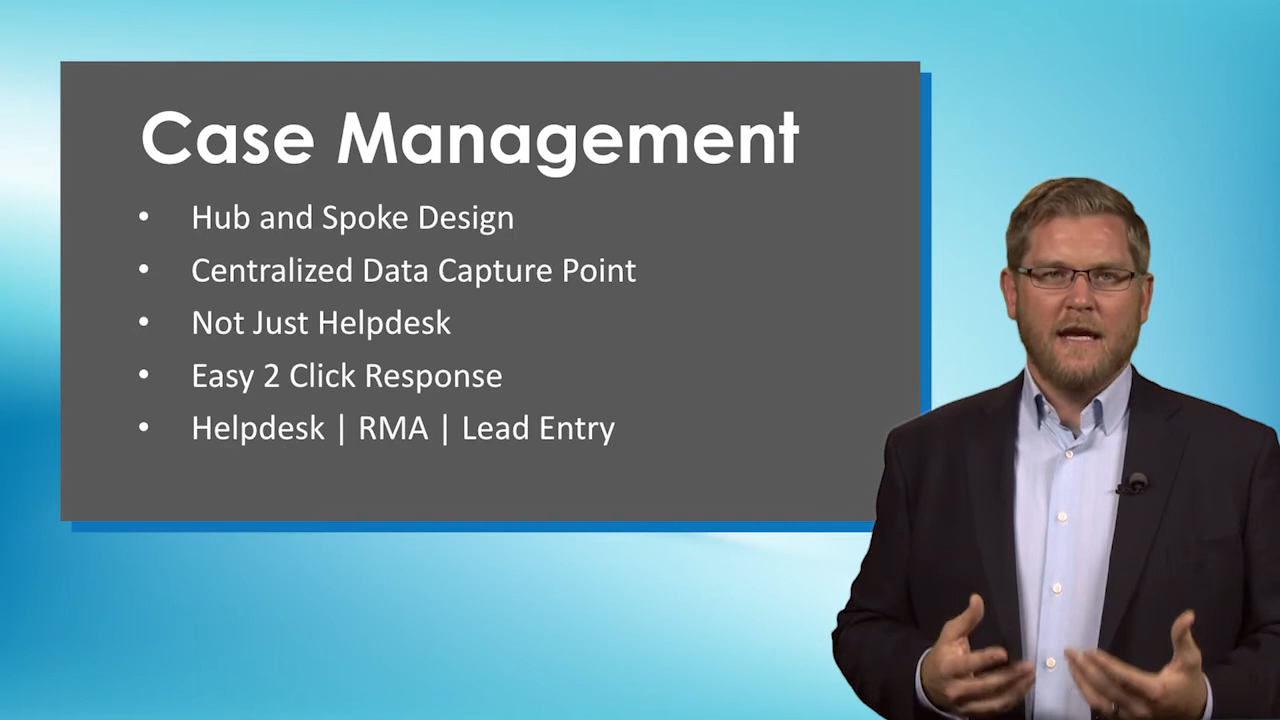 Case Management
• Hub and Spoke Design
• Centralized Data Capture Point
• Not Just Helpdesk
• Easy 2 Click Response
• Helpdesk | RMA | Lead Entry